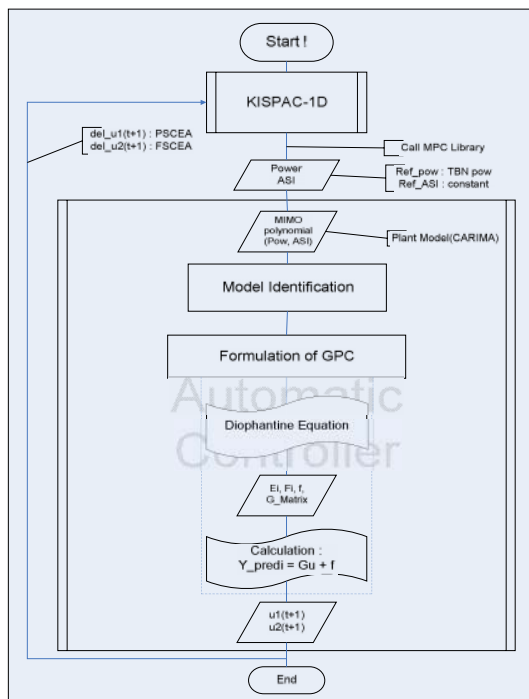 Start !
KISPAC-1D
del_u1(t+1) : PSCEA
del_u2(t+1) : FSCEA
Call MPC Library
Power
ASI
Ref_pow : TBN pow
Ref_ASI : constant
MIMO
polynomial
(Pow, ASI)
Plant Model(CARIMA)
Model Identification
Formulation of GPC
Automatic
Controller
Diophantine Equation
Ei, Fi, f,
G_Matrix
Calculation :
Y_predi = Gu + f
u1(t+1)
u2(t+1)
End